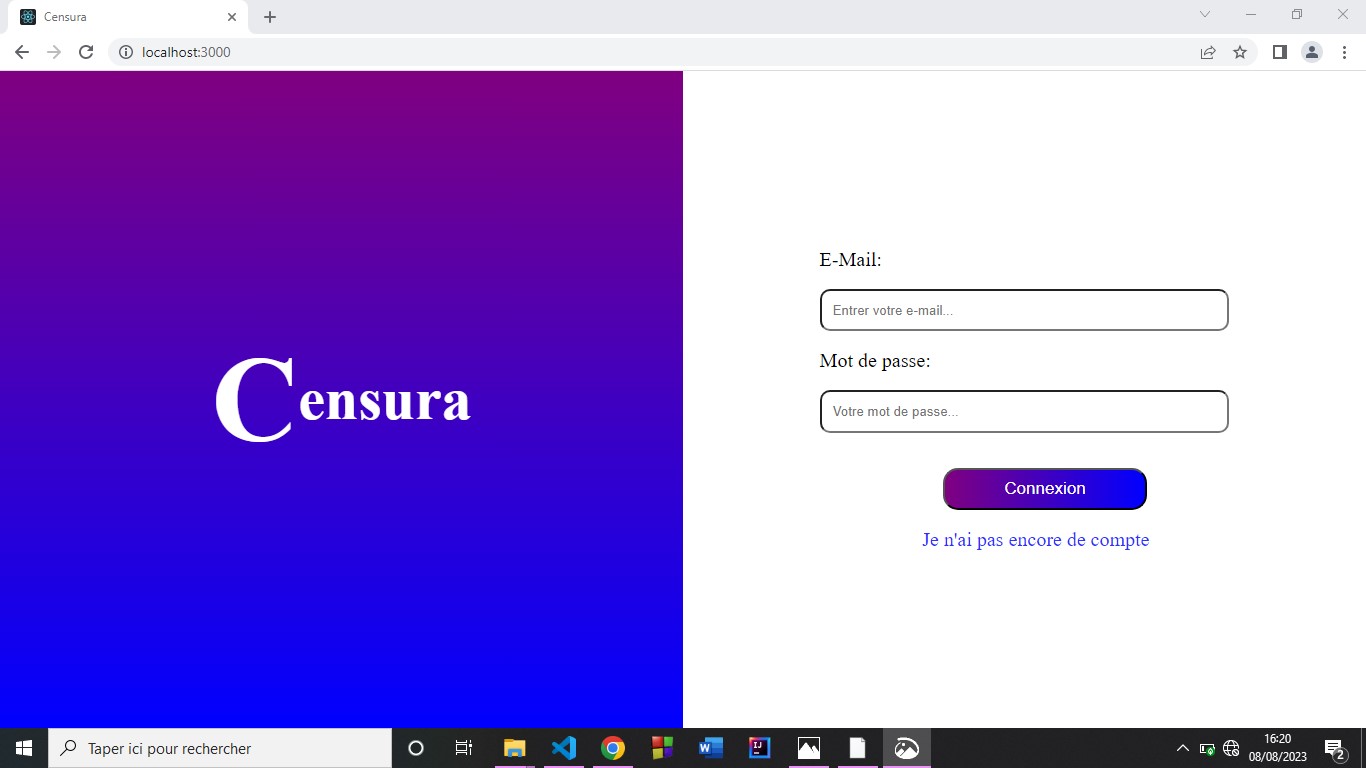 Censura
localhost:3000
Censura
E-Mail:
Entrer votre e-mail...
Mot de passe:
Votre mot de passe...
Connexion
Je n'ai pas encore de compte
Taper ici pour rechercher
16:20
08/08/2023
2